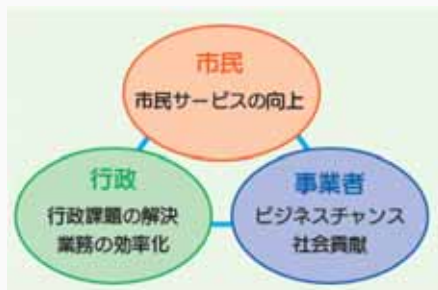 市民
市民サービスの向上
行政
行政課題の解決
業務の効率化
事業者
ビジネスチャンス
社会貢献